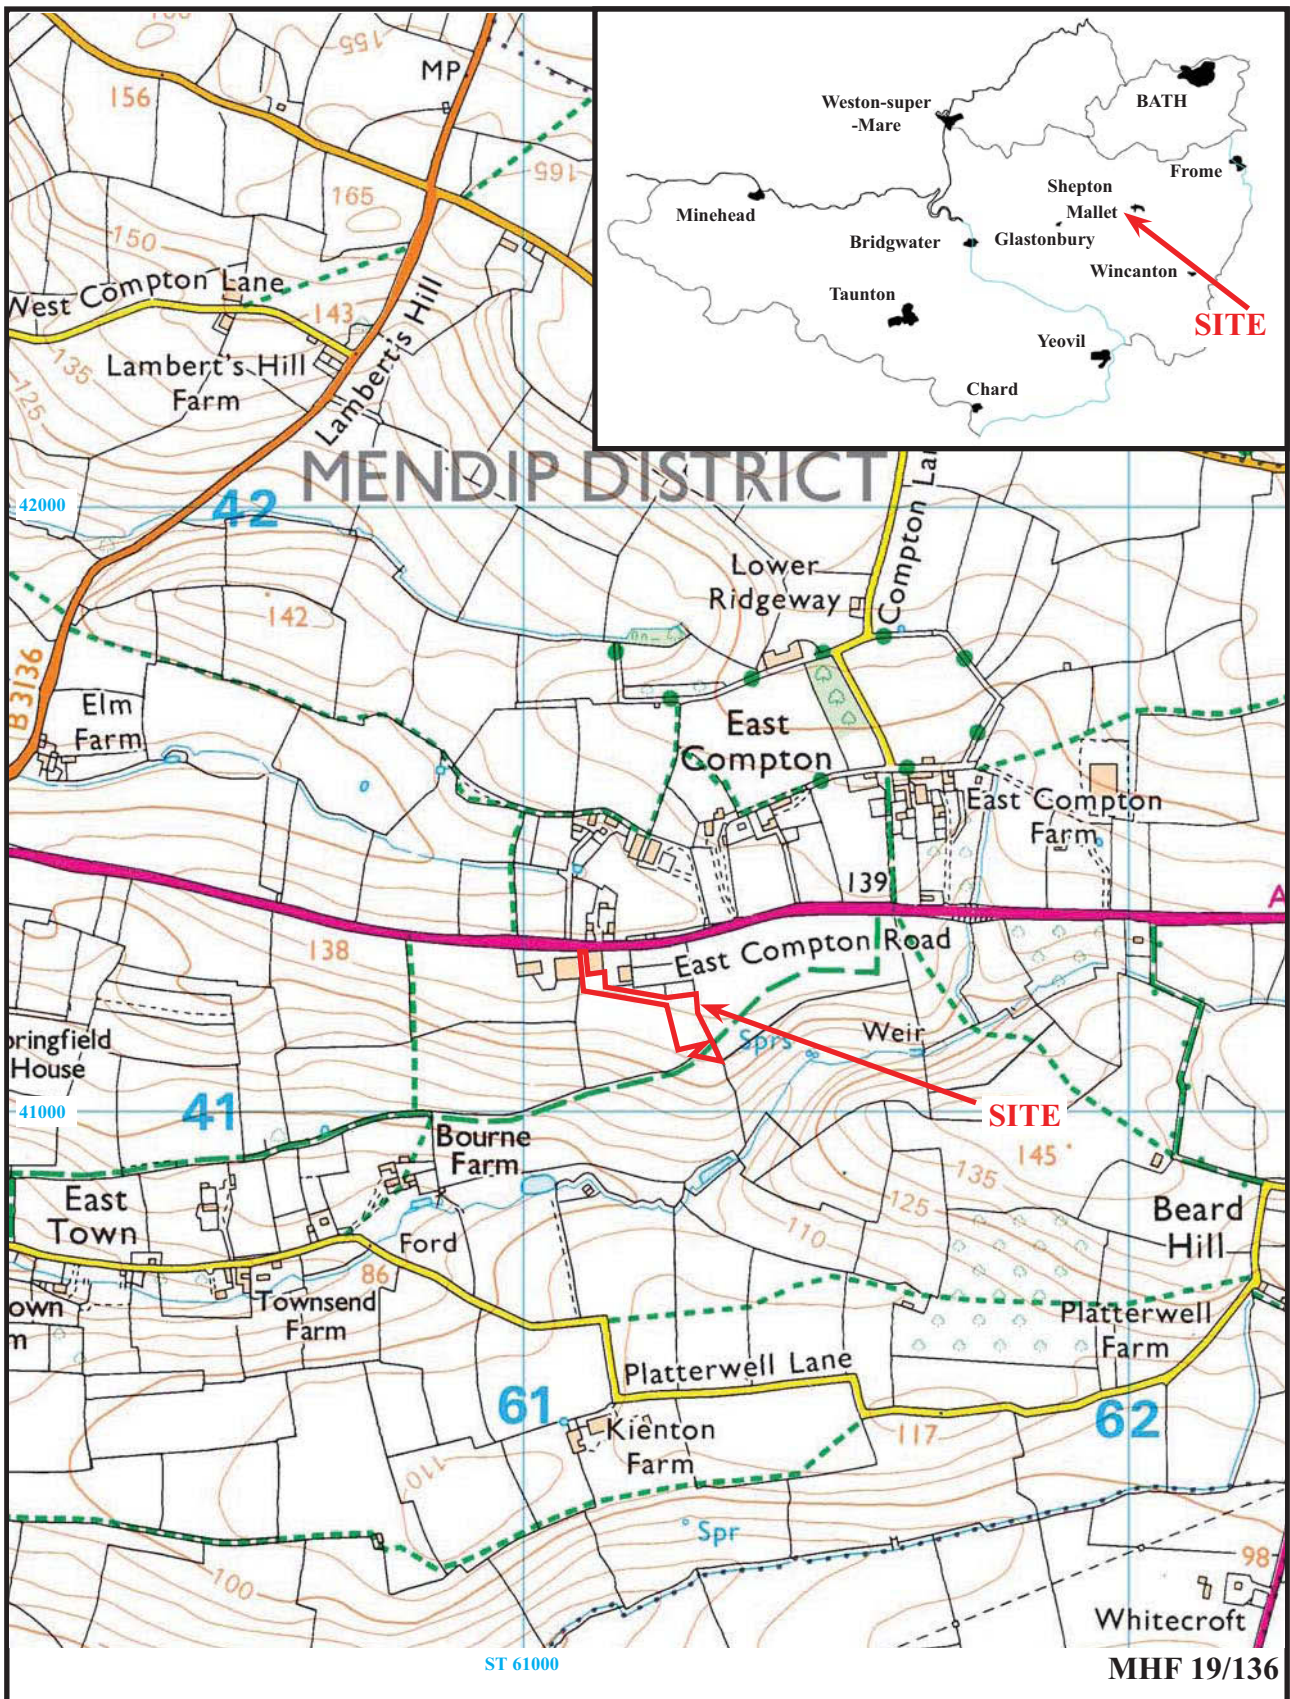 MP
155
156
165
165
150
West Compton Lane
143
135
125
Lambert's Hill
Farm
Lambert's Hill
MENDIP DISTRICT
Weston-super
-Mare
BATH
Frome
Shepton
Mallet
Minehead
Bridgwater
Glastonbury
Wincanton
Taunton
SITE
Yeovil
Chard
42000
42
Compton
Lower
Ridgeway
142
B 3136
Elm
Farm
East
Compton
East Compton
Farm
139
A
138
East Compton Road
Springfield
House
Sprs
Weir
41000
41
SITE
Bourne
Farm
145
135
125
East
Town
Beard
Hill
110
Ford
86
Townsend
Farm
Platterwell
Farm
Platterwell Lane
61
62
Kienton
Farm
117
110
Spr
100
98
Whitecroft
ST 61000
MHF 19/136